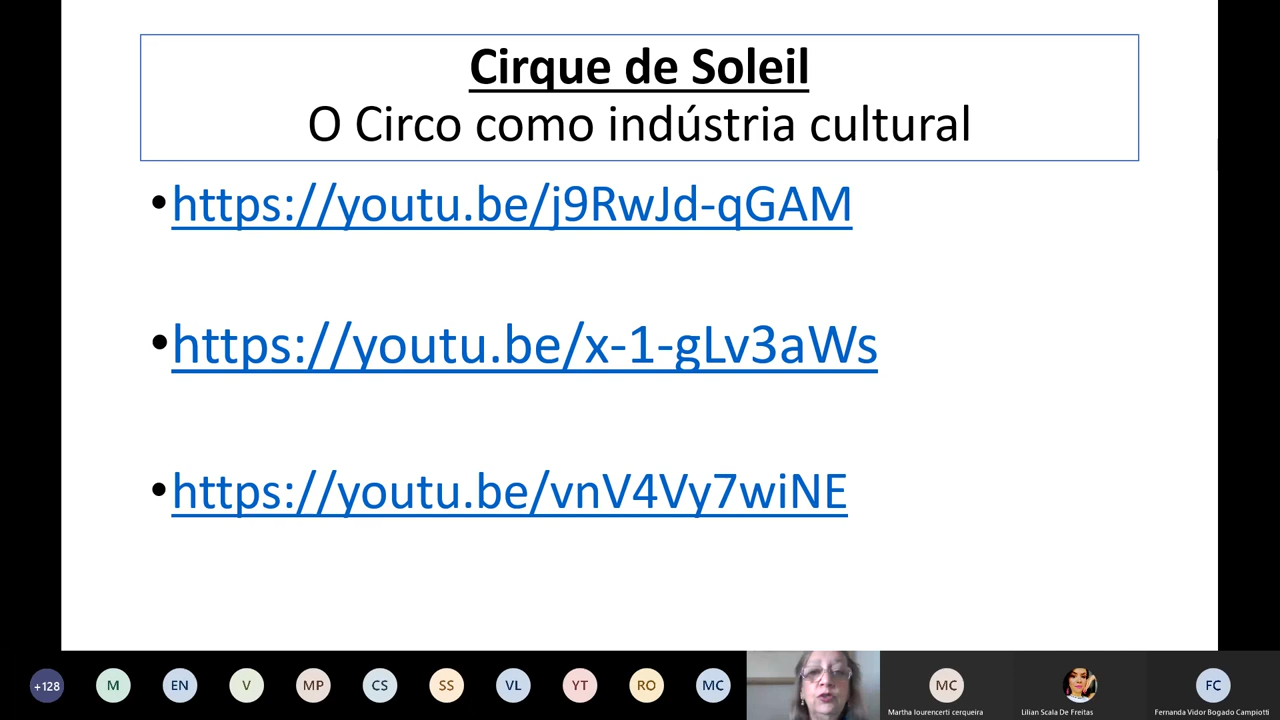 Cirque de Soleil
O Circo como indústria cultural
•https://youtu.be/j9RwJd-qGAM
•https://youtu.be/x-1-gLv3aWs
•https://youtu.be/vnV4Vy7wiNE
+128 M EN V MP CS SS VL YT RO MC MC FC
Martha lourencerti cerqueira Lilian Scala De Freitas Fernanda Vidor Bogado Campiotti